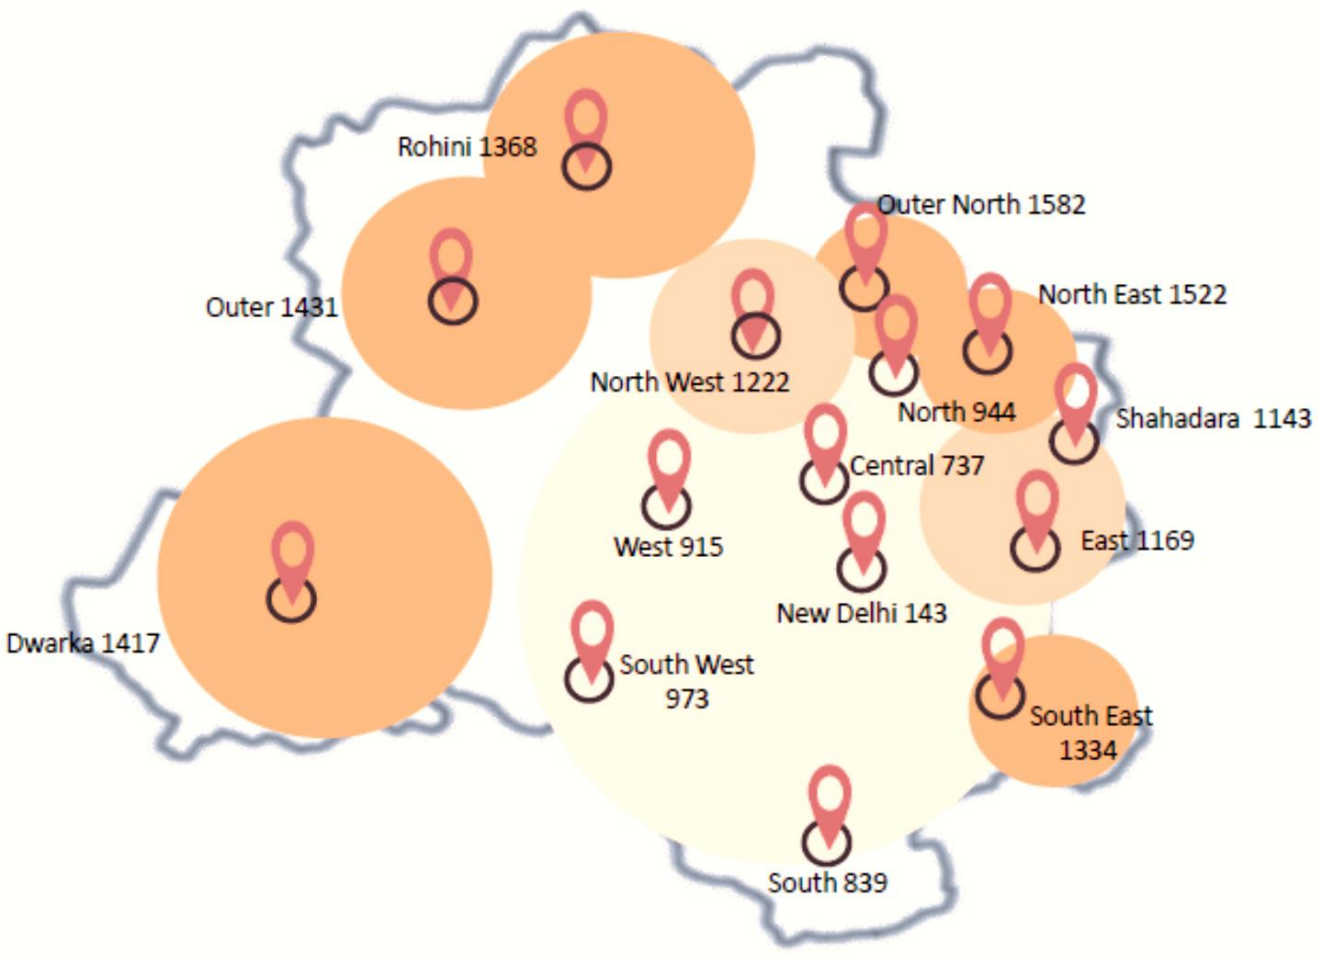 Rohini 1368
Outer North 1582
North East 1522
Outer 1431
North West 1222
North 944
Shahadara  1143
Central 737
East 1169
West 915
New Delhi 143
Dwarka 1417
South West
973
South East
1334
South 839